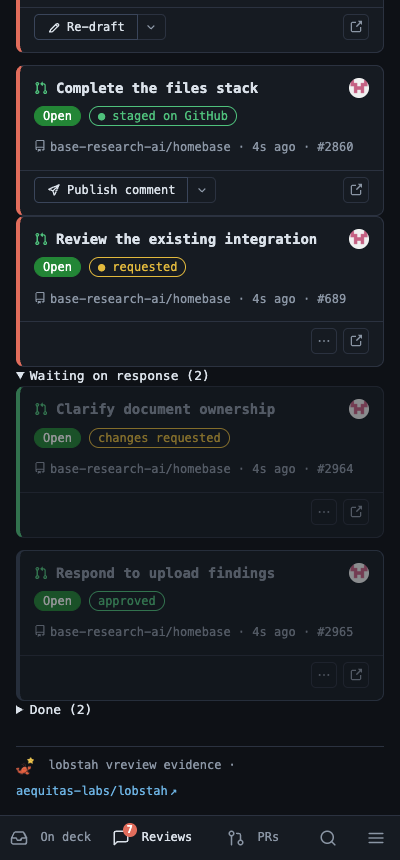 Re-draft
Complete the files stack
Open staged on GitHub
base-research-ai/homebase · 4s ago · #2860
Publish comment
Review the existing integration
Open requested
base-research-ai/homebase · 4s ago · #689
Waiting on response (2)
Clarify document ownership
Open changes requested
base-research-ai/homebase · 4s ago · #2964
Respond to upload findings
Open approved
base-research-ai/homebase · 4s ago · #2965
Done (2)
lobstah vreview evidence ·
aequitas-labs/lobstah↗
On deck 7 Reviews PRs